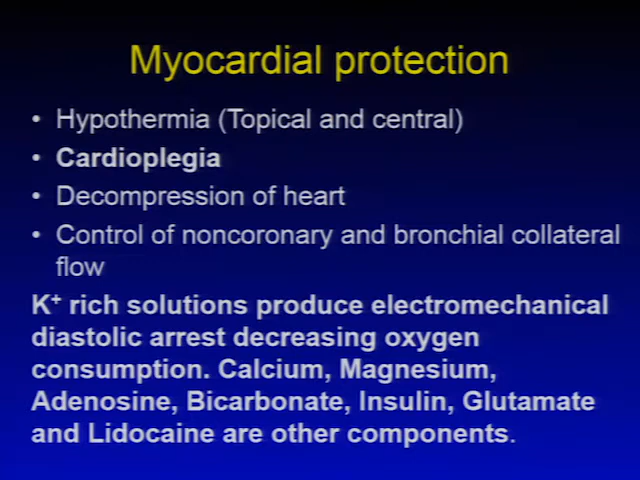 Myocardial protection
• Hypothermia (Topical and central)
• Cardioplegia
• Decompression of heart
• Control of noncoronary and bronchial collateral
flow
K⁺ rich solutions produce electromechanical
diastolic arrest decreasing oxygen
consumption. Calcium, Magnesium,
Adenosine, Bicarbonate, Insulin, Glutamate
and Lidocaine are other components.